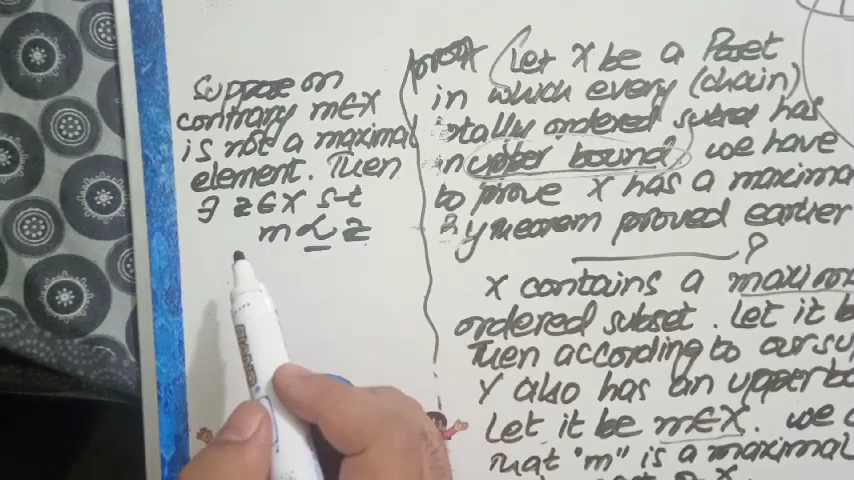 Suppose on
contrary m∈X
is not a maximal
element. Then
∃ z∈X s-t
m ⪯ z
proof (Let X be a Poset
in which every (chain)
totally ordered subset has
an upper bound, we have
to prove X has a maxima
By theorem proved earlier
?
X contains a maxim
ordered subset. Let it b
Then according to our su
Y also has an upper bo
Let it be m∈X. we c
that "m" is a maximal
X.